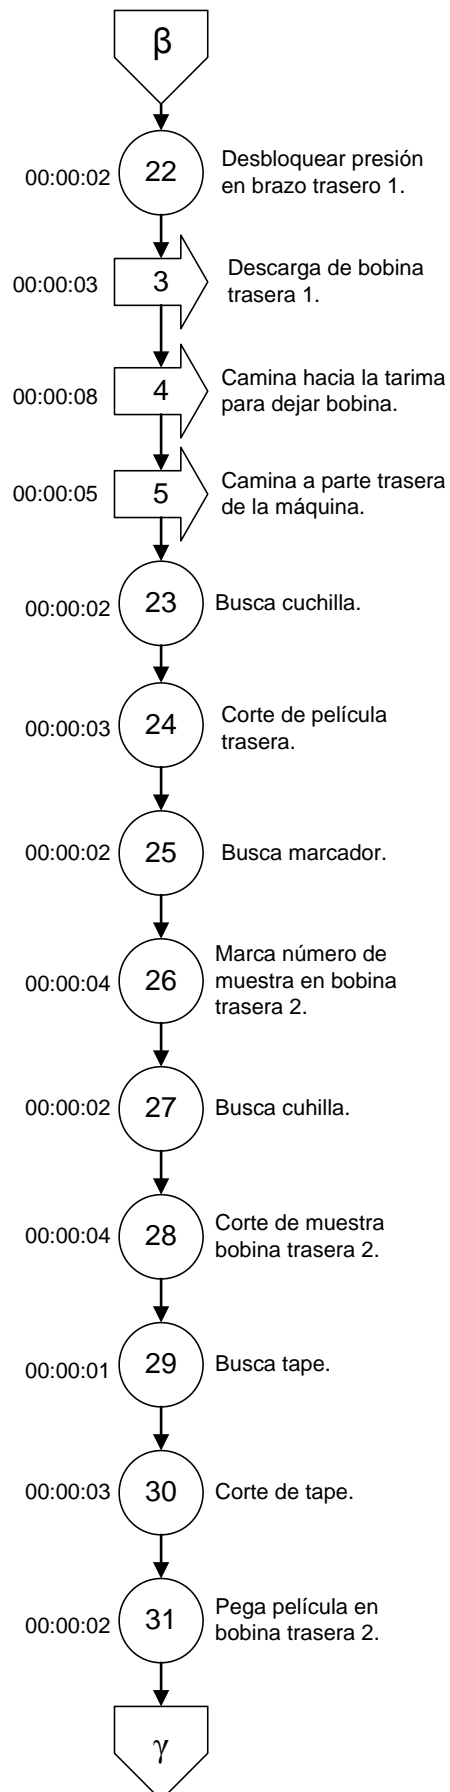 β
00:00:02
22
Desbloquear presión
en brazo trasero 1.
00:00:03
3
Descarga de bobina
trasera 1.
00:00:08
4
Camina hacia la tarima
para dejar bobina.
00:00:05
5
Camina a parte trasera
de la máquina.
00:00:02
23
Busca cuchilla.
00:00:03
24
Corte de película
trasera.
00:00:02
25
Busca marcador.
00:00:04
26
Marca número de
muestra en bobina
trasera 2.
00:00:02
27
Busca cuhilla.
00:00:04
28
Corte de muestra
bobina trasera 2.
00:00:01
29
Busca tape.
00:00:03
30
Corte de tape.
00:00:02
31
Pega película en
bobina trasera 2.
γ